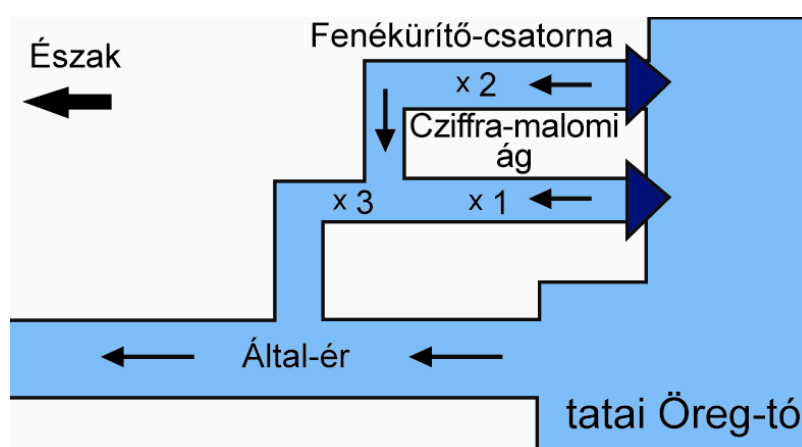 Fenékürítő-csatorna
Észak
x 2
Cziffra-malomi
ág
x 3
x 1
Által-ér
tatai Öreg-tó